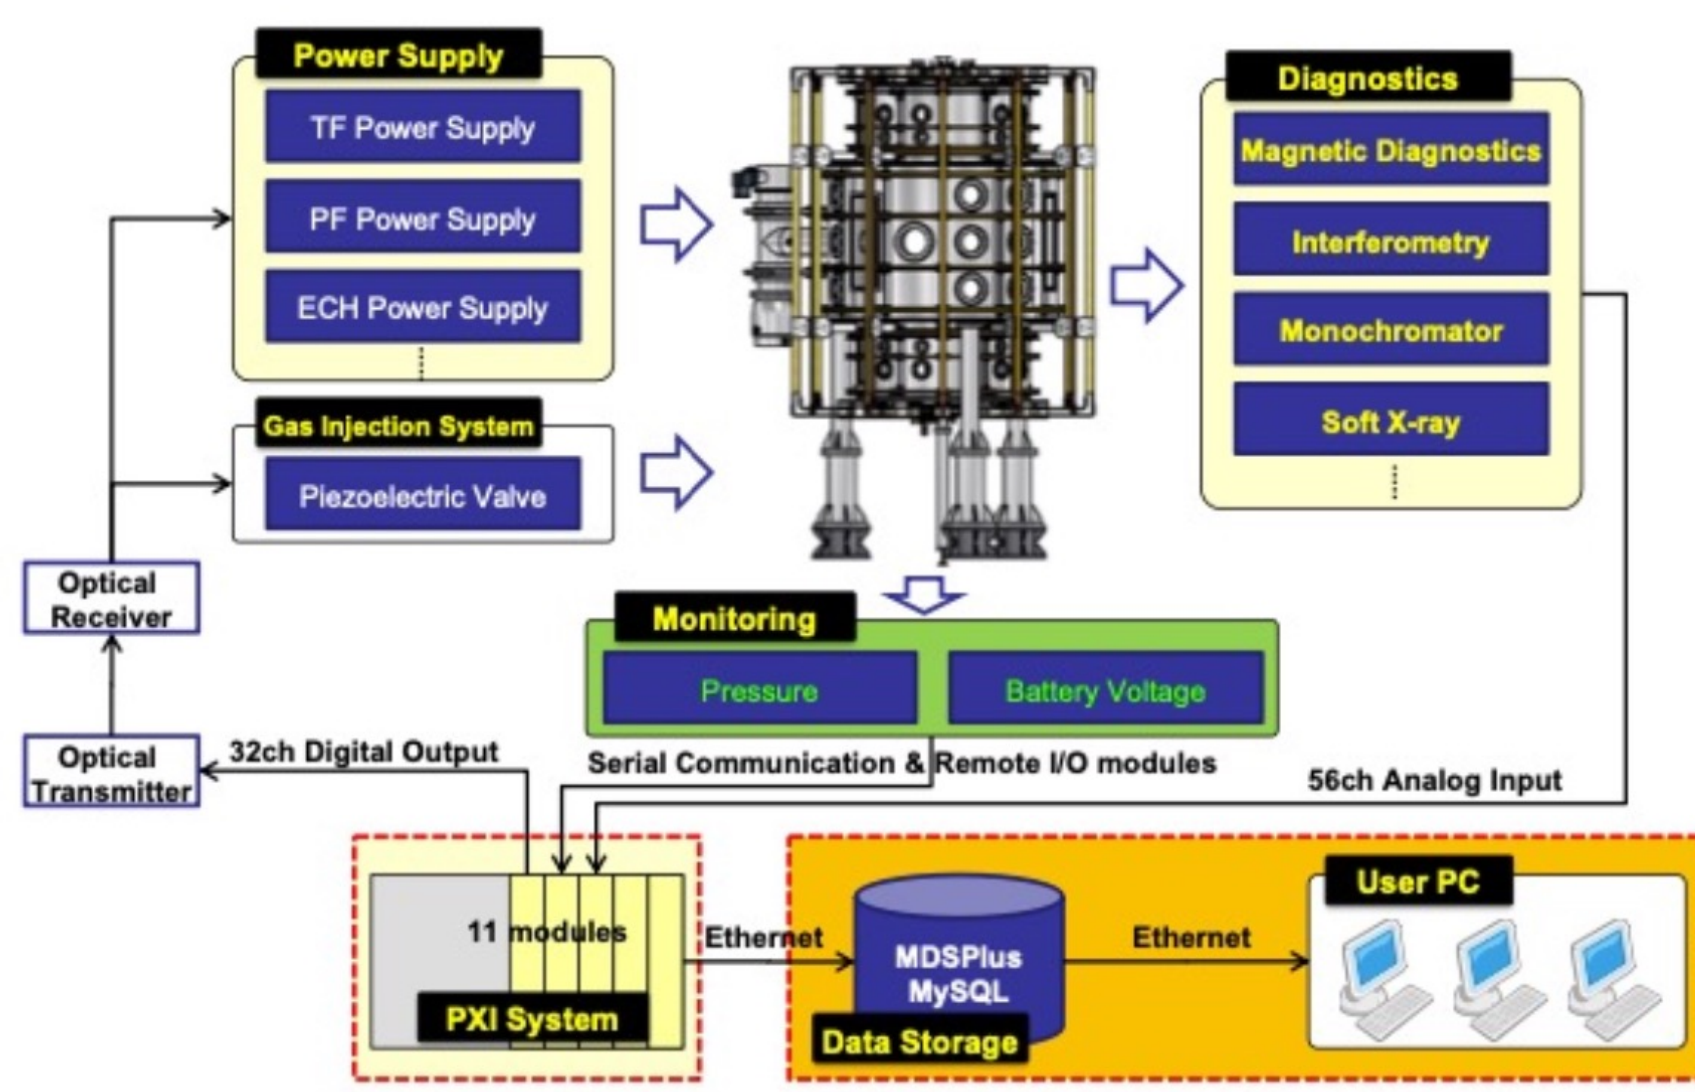 Power Supply
TF Power Supply
PF Power Supply
ECH Power Supply
Gas Injection System
Piezoelectric Valve
Diagnostics
Magnetic Diagnostics
Interferometry
Monochromator
Soft X-ray
Optical
Receiver
Optical
Transmitter
Monitoring
Pressure
Battery Voltage
32ch Digital Output
Serial Communication & Remote I/O modules
56ch Analog Input
11 modules
PXI System
Ethernet
MDSPlus
MySQL
Data Storage
Ethernet
User PC